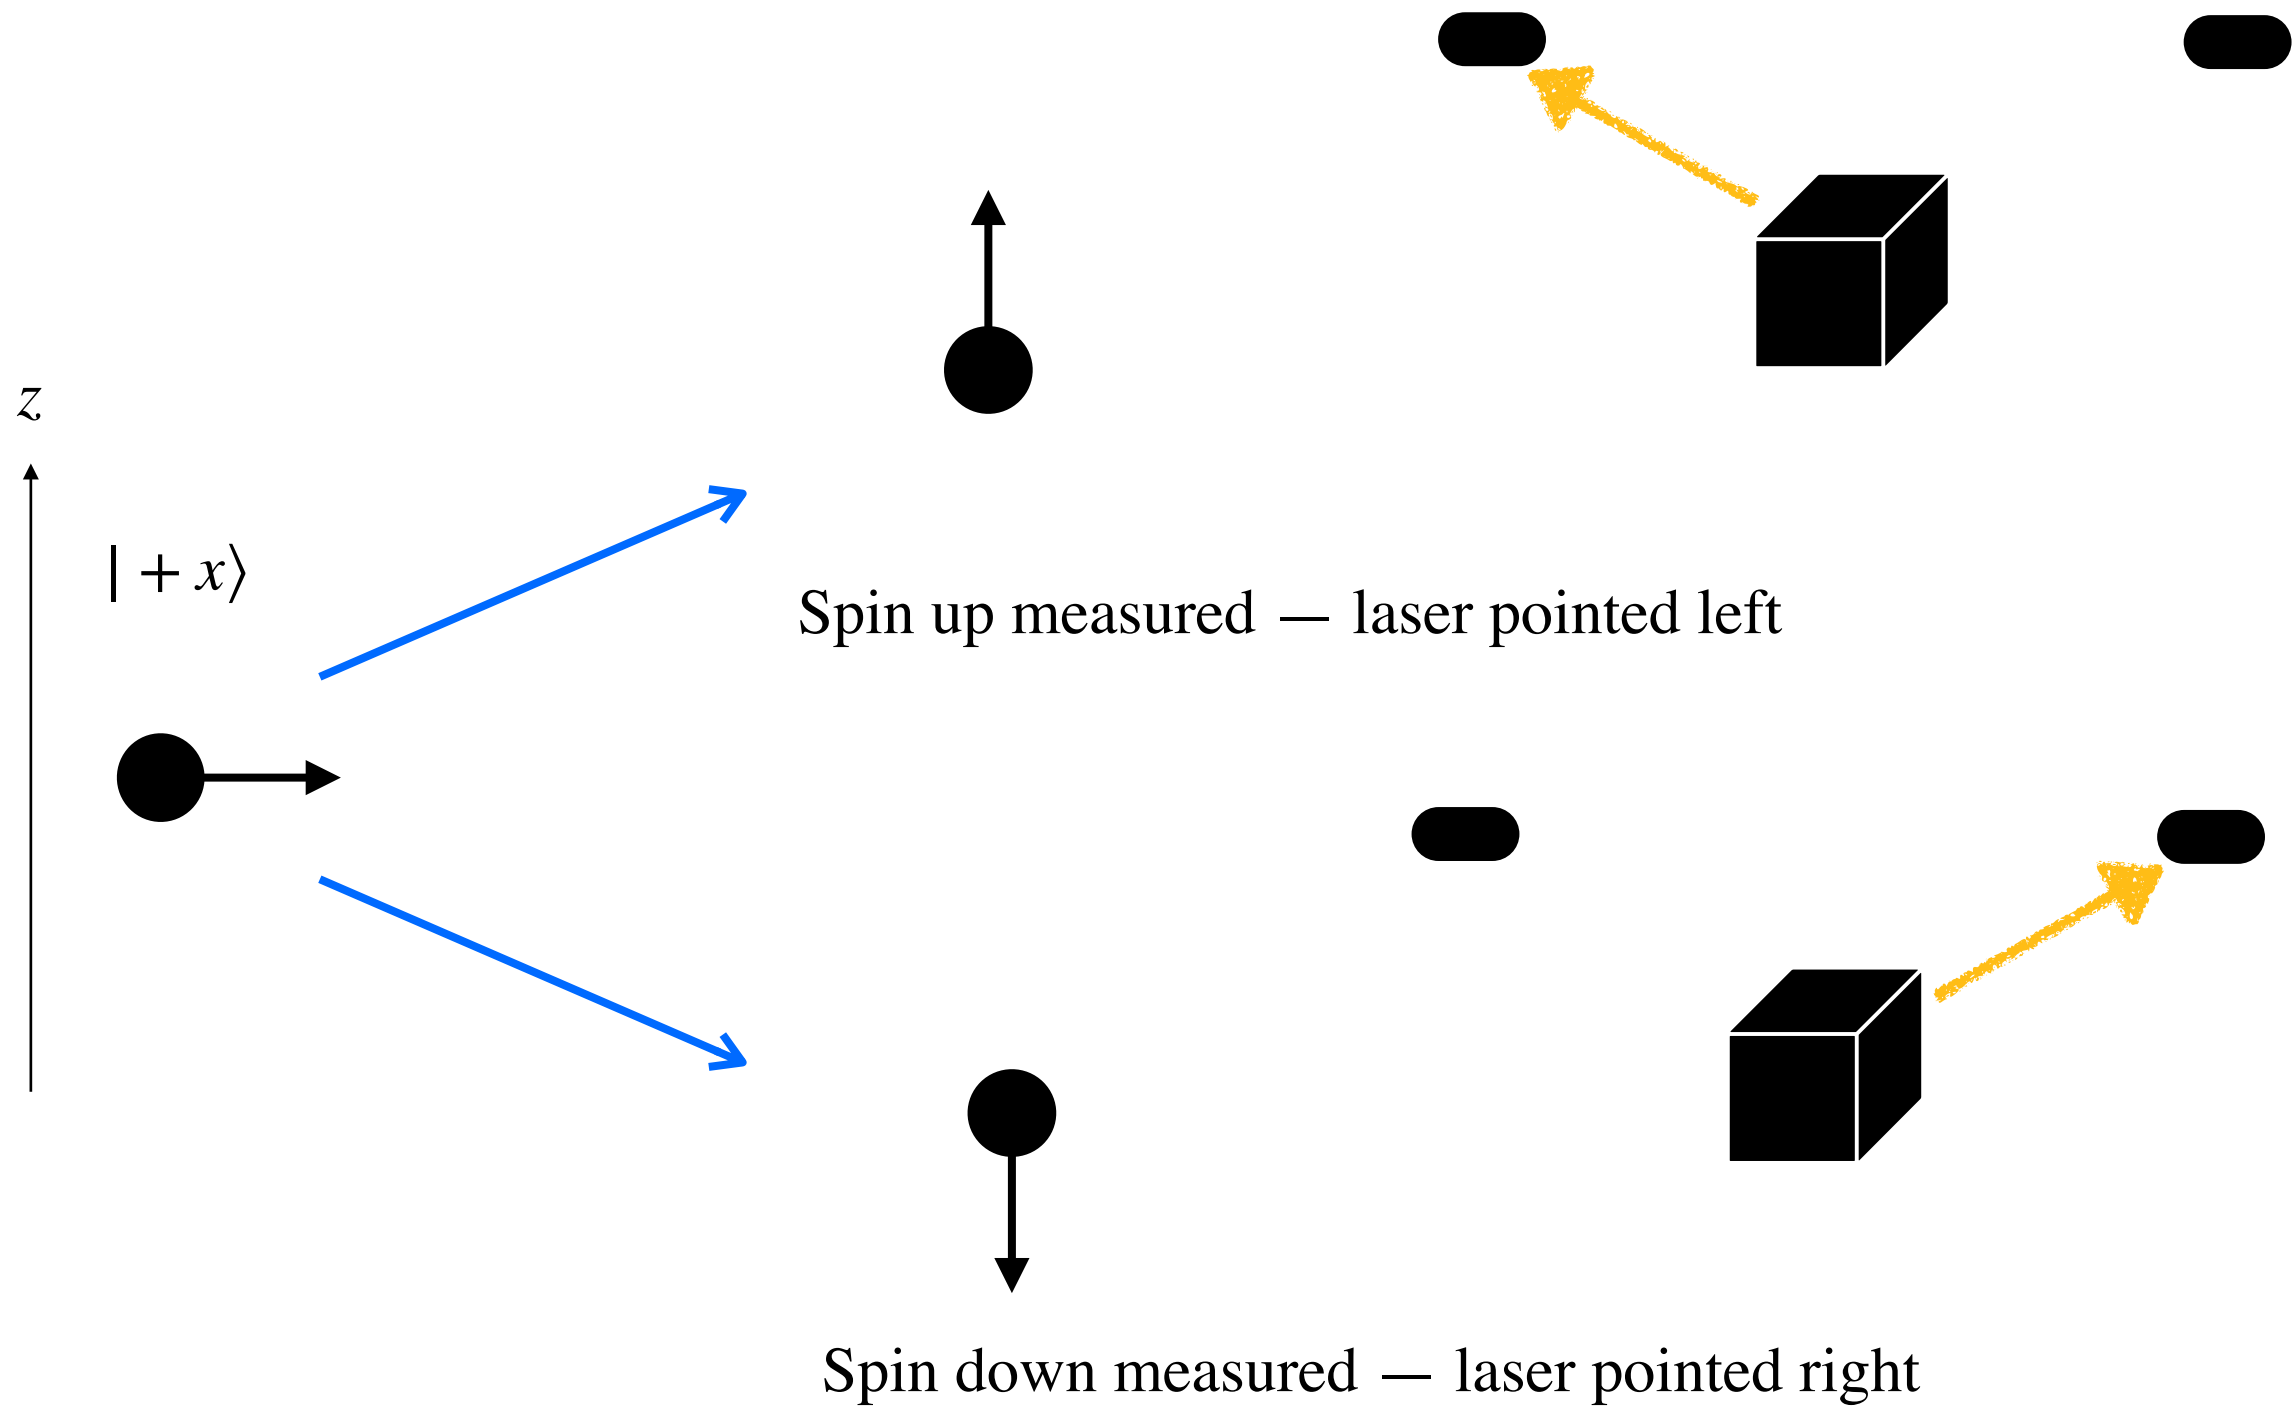 z
| + x⟩
Spin up measured — laser pointed left
Spin down measured — laser pointed right